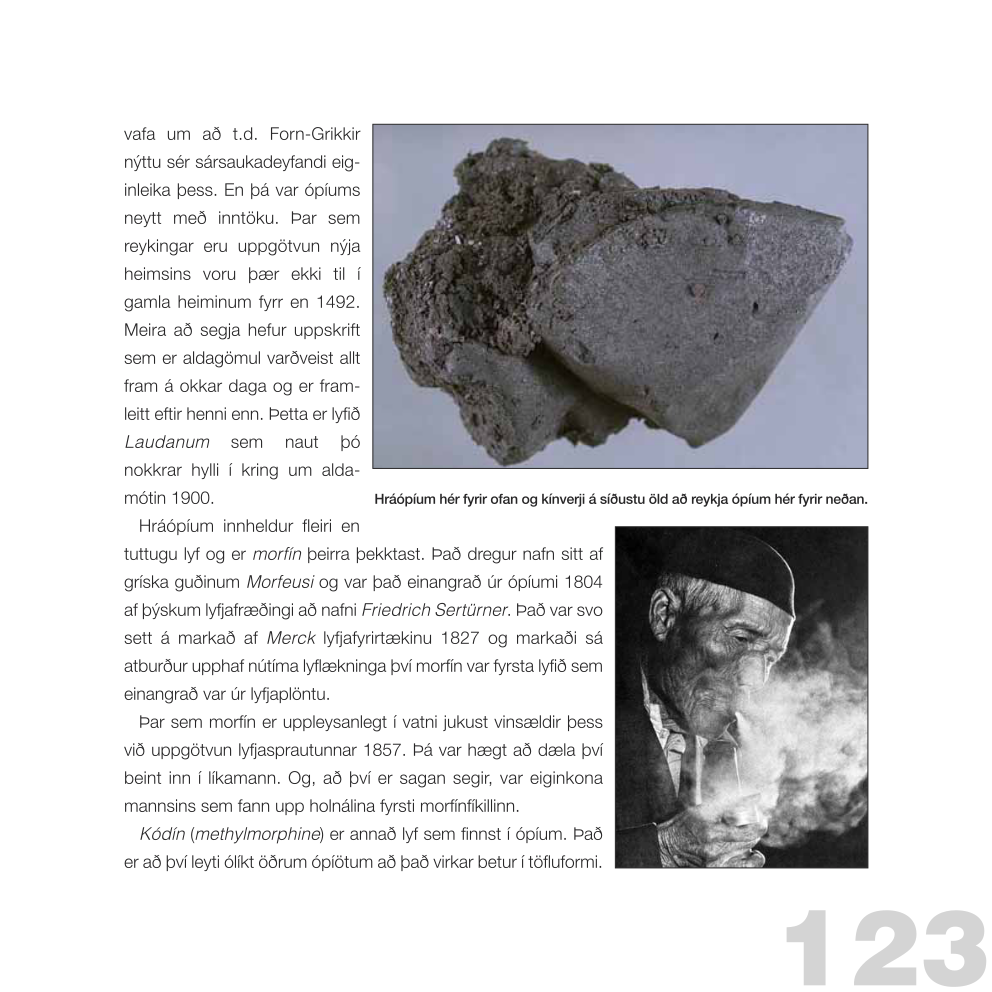 vafa um að t.d. Forn-Grikkir
nýttu sér sársaukadeyfandi eig-
inleika þess. En þá var ópíums
neytt með inntöku. Þar sem
reykingar eru uppgötvun nýja
heimsins voru þær ekki til í
gamla heiminum fyrr en 1492.
Meira að segja hefur uppskrift
sem er aldagömul varðveist allt
fram á okkar daga og er fram-
leitt eftir henni enn. Þetta er lyfið
Laudanum sem naut þó
nokkrar hylli í kring um alda-
mótin 1900.
Hráópíum hér fyrir ofan og kínverji á síðustu öld að reykja ópíum hér fyrir neðan.
Hráópíum innheldur fleiri en
tuttugu lyf og er morfín þeirra þekktast. Það dregur nafn sitt af
gríska guðinum Morfeusi og var það einangrað úr ópíumi 1804
af þýskum lyfjafræðingi að nafni Friedrich Sertürner. Það var svo
sett á markað af Merck lyfjafyrirtækinu 1827 og markaði sá
atburður upphaf nútíma lyflækninga því morfín var fyrsta lyfið sem
einangrað var úr lyfjaplöntu.
Þar sem morfín er uppleysanlegt í vatni jukust vinsældir þess
við uppgötvun lyfjasprautunnar 1857. Þá var hægt að dæla því
beint inn í líkamann. Og, að því er sagan segir, var eiginkona
mannsins sem fann upp holnálina fyrsti morfínfíkillinn.
Kódín (methylmorphine) er annað lyf sem finnst í ópíum. Það
er að því leyti ólíkt öðrum ópíötum að það virkar betur í töfluformi.
123